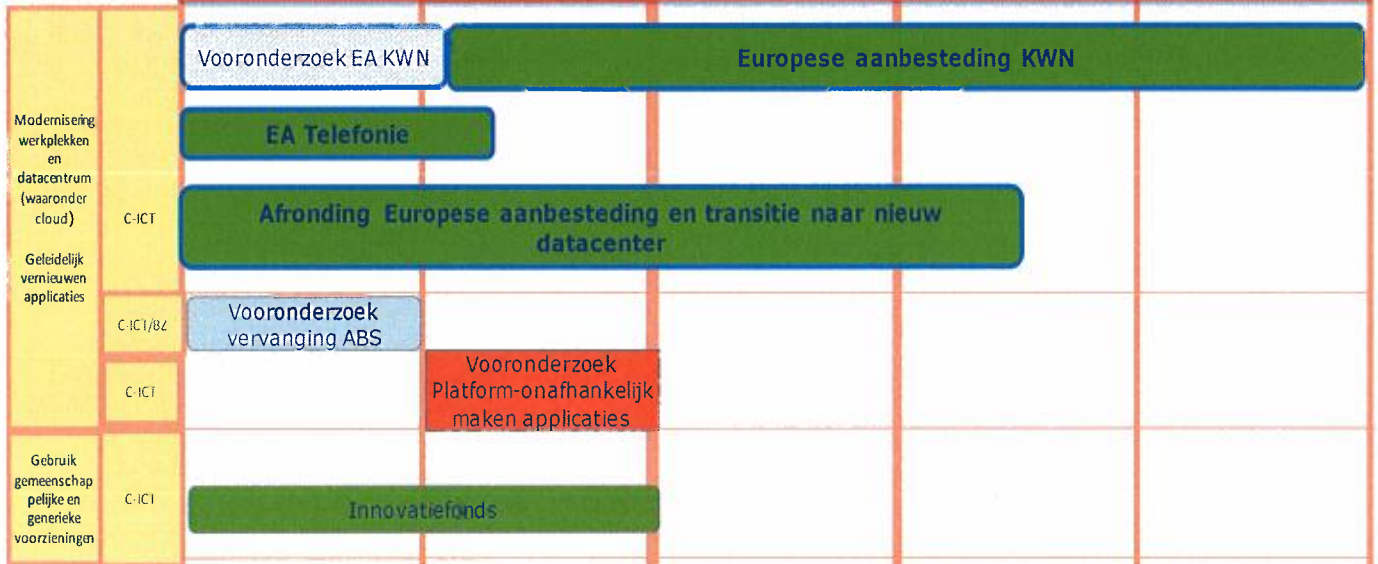 Modernisering
werkplekken
en
datacentrum
(waaronder
cloud)
Geleidelijk
vernieuwen
applicaties
C-ICT
Vooronderzoek EA KWN
Europese aanbesteding KWN
EA Telefonie
Afronding Europese aanbesteding en transitie naar nieuw
datacenter
C-ICT/BZ
Vooronderzoek
vervanging ABS
C-ICT
Vooronderzoek
Platform-onafhankelijk
maken applicaties
Gebruik
gemeenschap
pelijke en
generieke
voorzieningen
C-ICT
Innovatiefonds